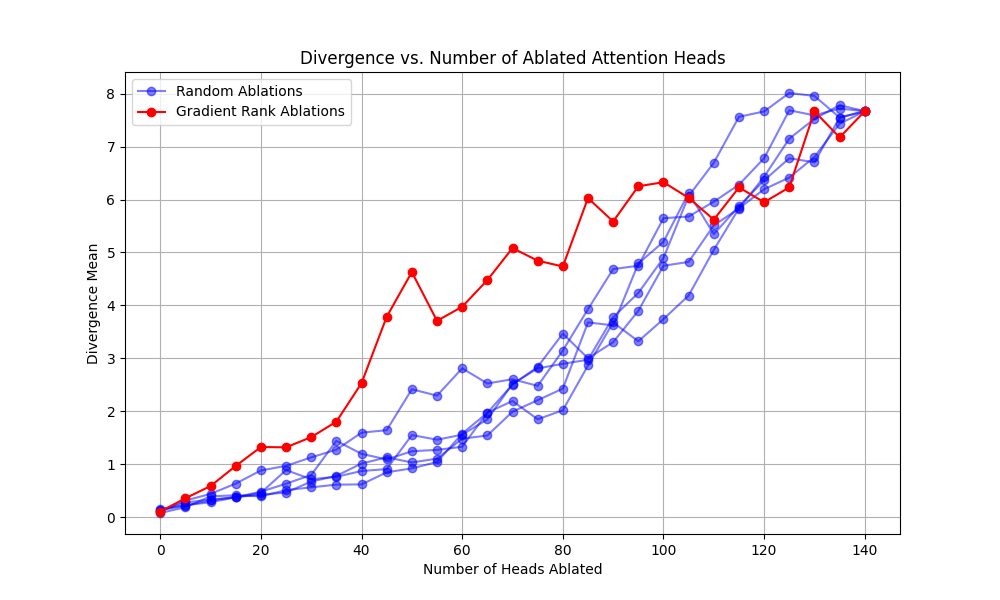 Divergence vs. Number of Ablated Attention Heads
Random Ablations
Gradient Rank Ablations
Divergence Mean
8
7
6
5
4
3
2
1
0
0 20 40 60 80 100 120 140
Number of Heads Ablated